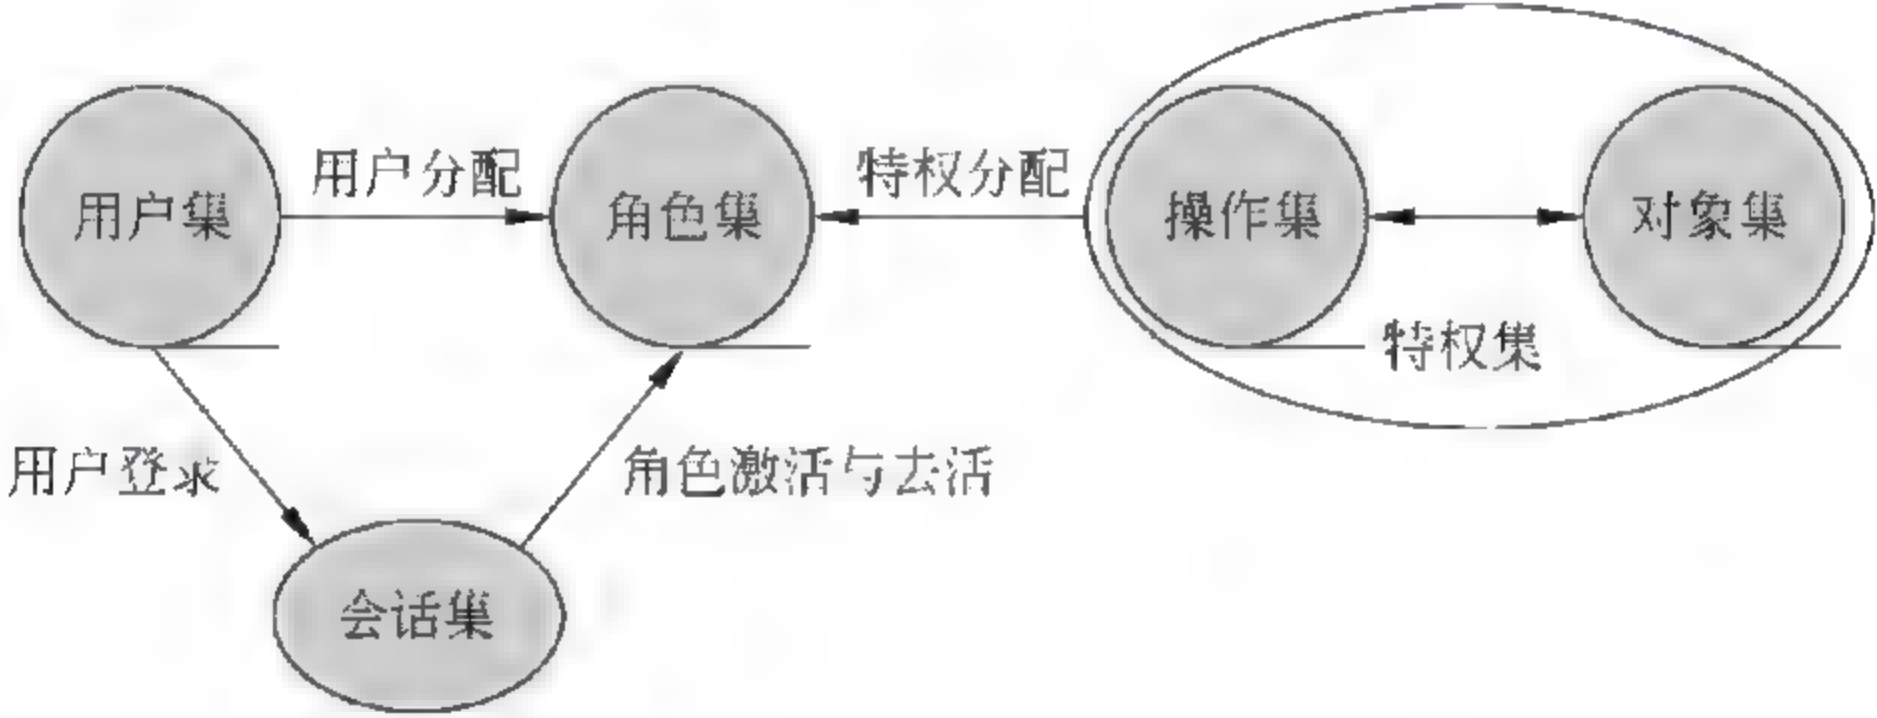 用户分配
特权分配
用户集
角色集
操作集
对象集
特权集
用户登录
角色激活与去活
会话集